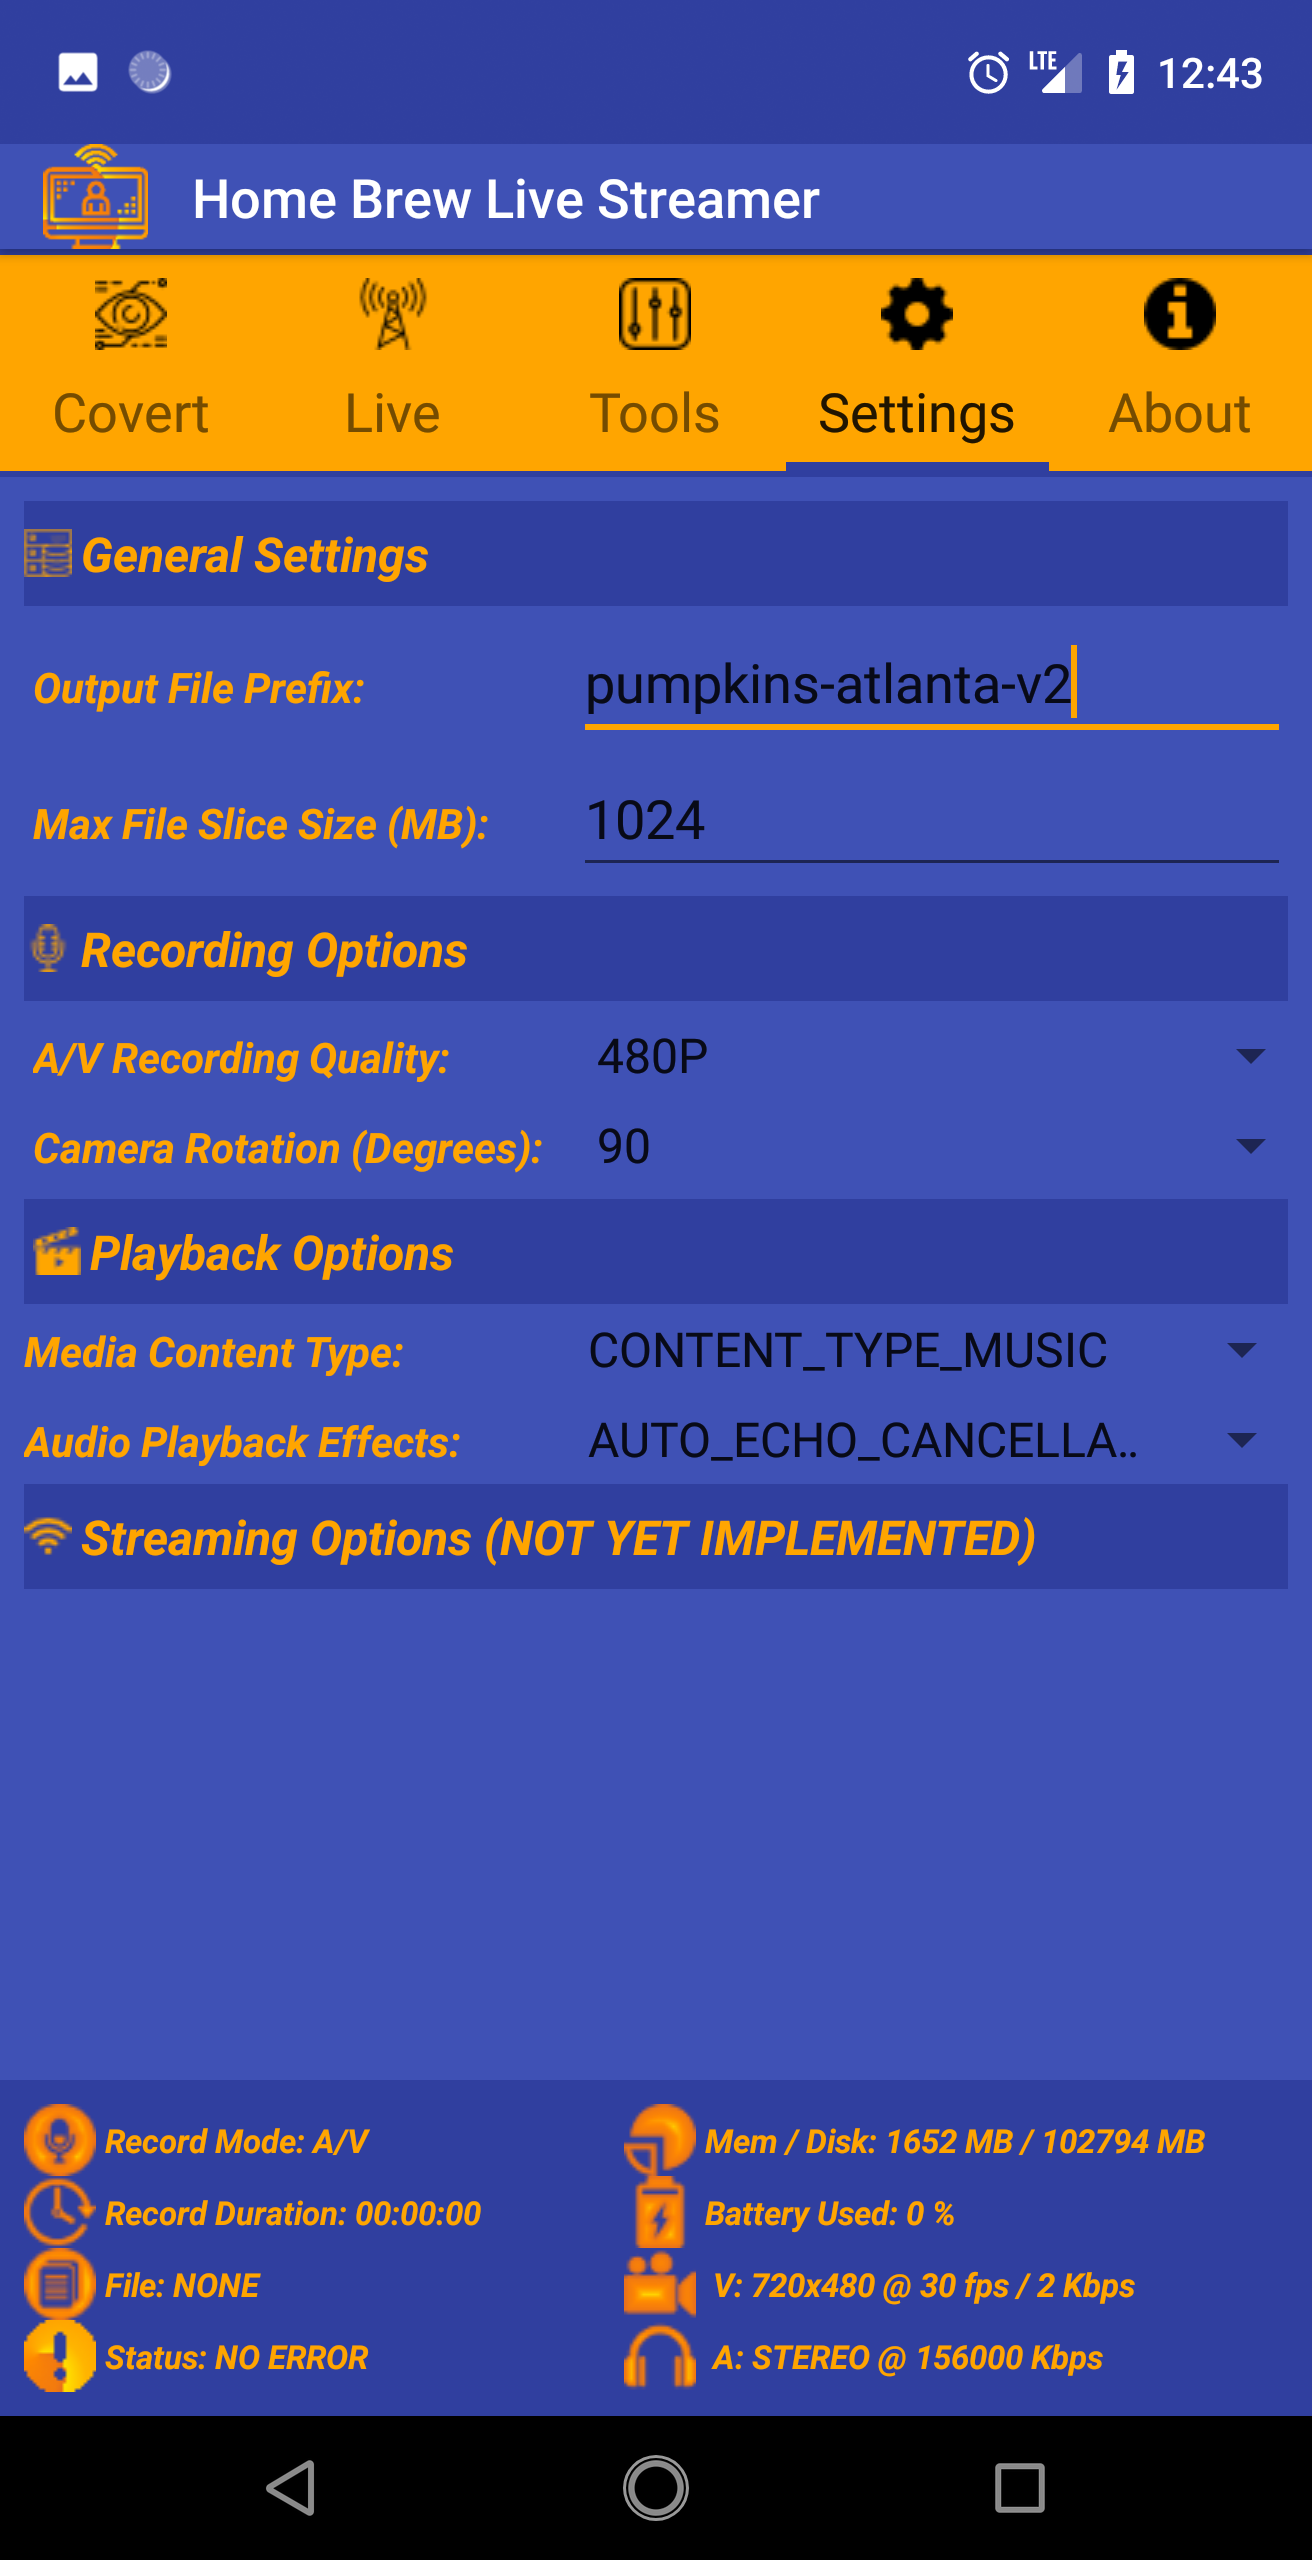 LTE 12:43
Home Brew Live Streamer
Covert Live Tools Settings About
General Settings
Output File Prefix: pumpkins-atlanta-v2
Max File Slice Size (MB): 1024
Recording Options
A/V Recording Quality: 480P
Camera Rotation (Degrees): 90
Playback Options
Media Content Type: CONTENT_TYPE_MUSIC
Audio Playback Effects: AUTO_ECHO_CANCELLA..
Streaming Options (NOT YET IMPLEMENTED)
Record Mode: A/V Mem / Disk: 1652 MB / 102794 MB
Record Duration: 00:00:00 Battery Used: 0 %
File: NONE V: 720x480 @ 30 fps / 2 Kbps
Status: NO ERROR A: STEREO @ 156000 Kbps